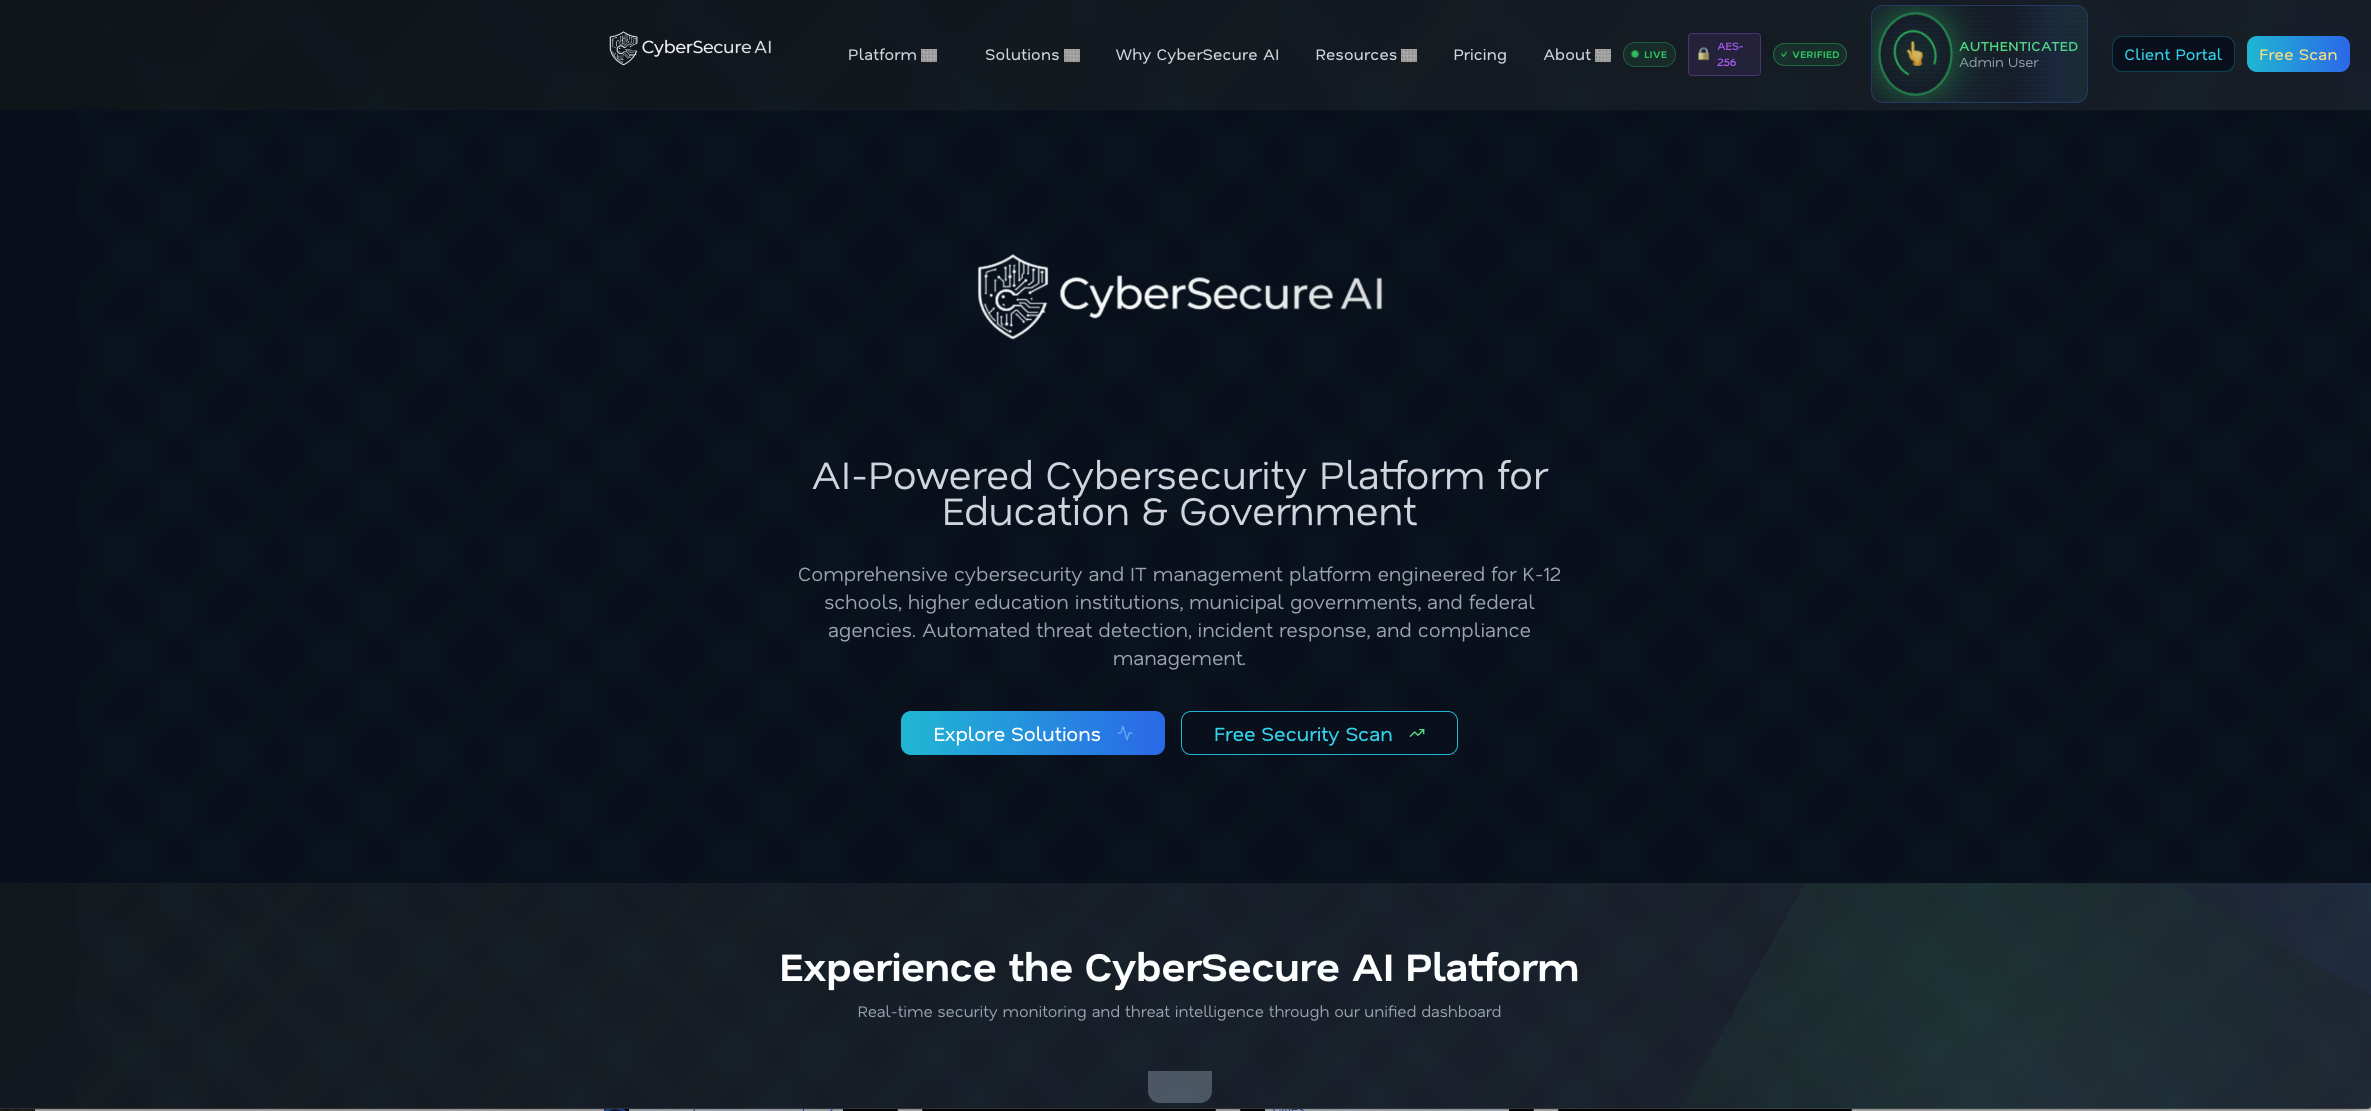 CyberSecure AI
Platform
Solutions
Why CyberSecure AI
Resources
Pricing
About
LIVE
AES-
256
✓ VERIFIED
AUTHENTICATED
Admin User
Client Portal
Free Scan
CyberSecure AI
AI-Powered Cybersecurity Platform for
Education & Government
Comprehensive cybersecurity and IT management platform engineered for K-12
schools, higher education institutions, municipal governments, and federal
agencies. Automated threat detection, incident response, and compliance
management.
Explore Solutions
Free Security Scan
Experience the CyberSecure AI Platform
Real-time security monitoring and threat intelligence through our unified dashboard